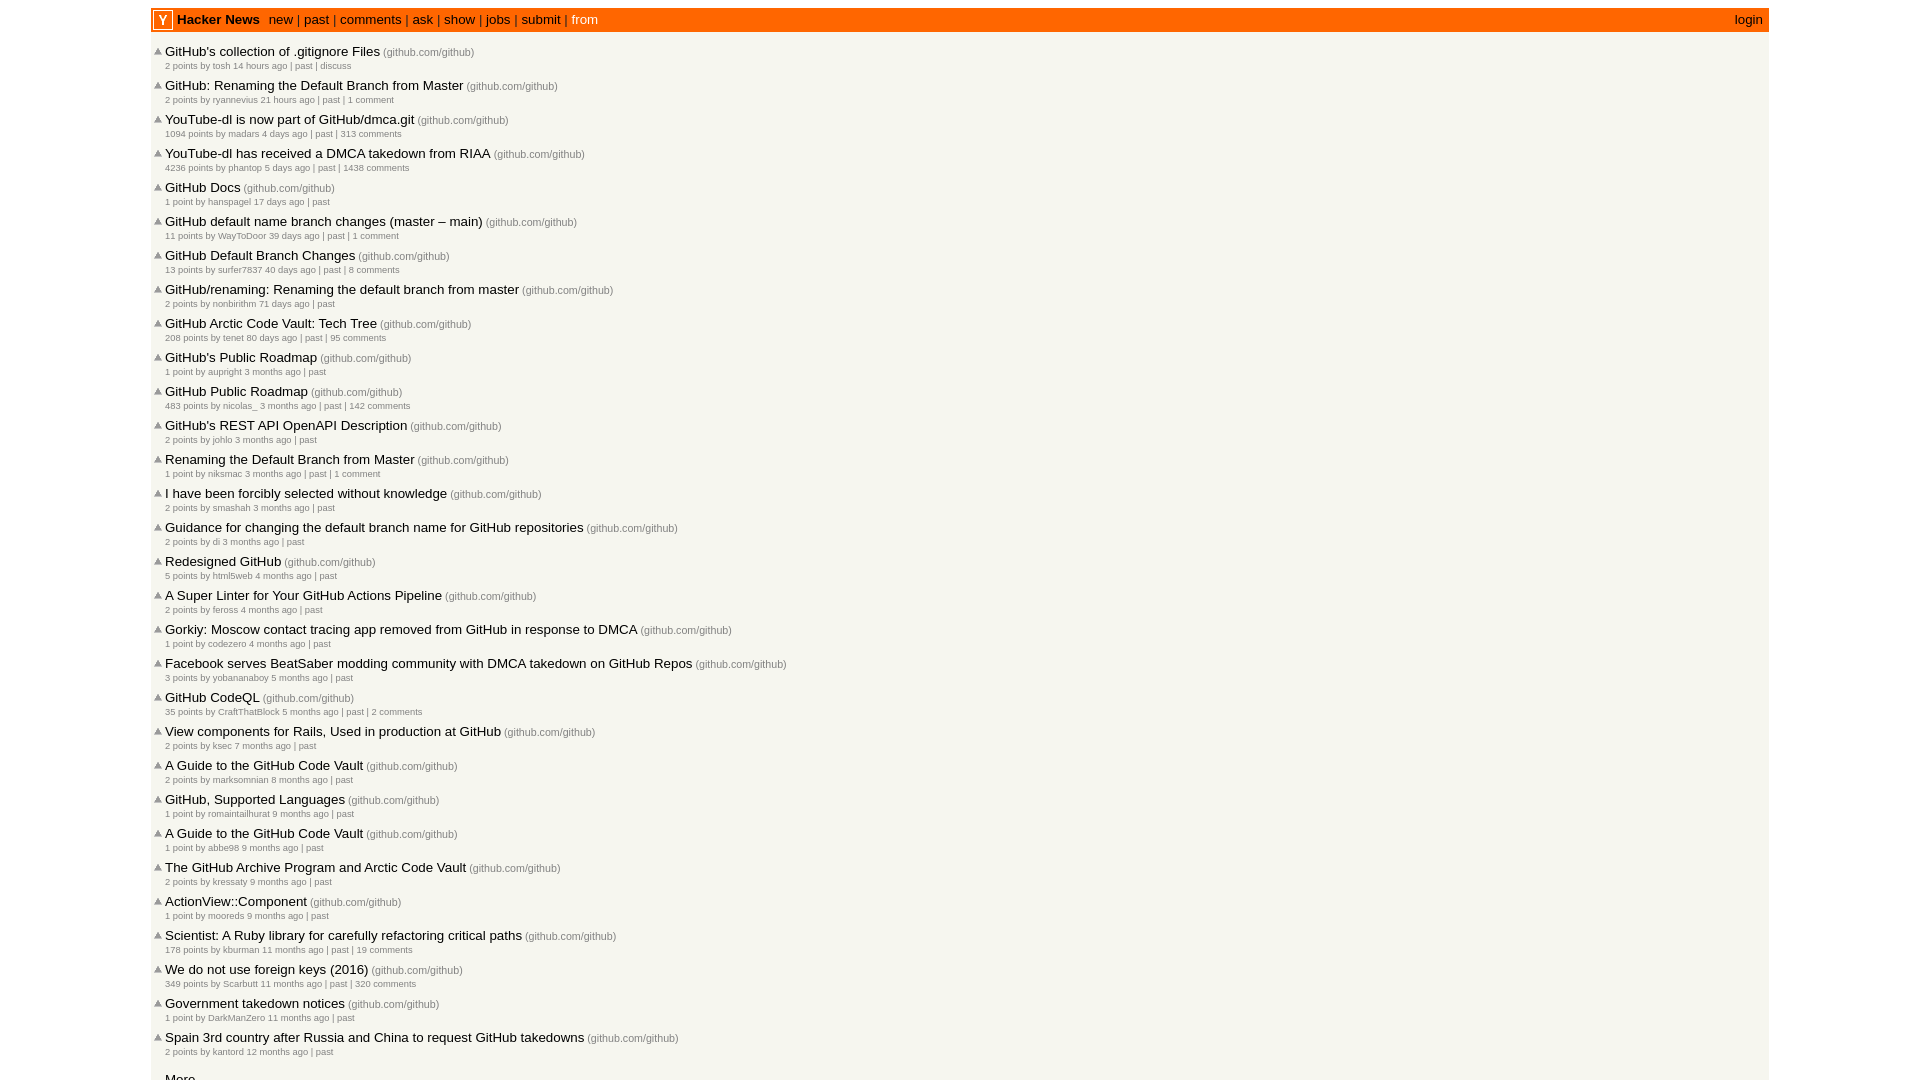 Y Hacker News new | past | comments | ask | show | jobs | submit | from login
GitHub's collection of .gitignore Files (github.com/github)
2 points by tosh 14 hours ago | past | discuss
GitHub: Renaming the Default Branch from Master (github.com/github)
2 points by ryannevius 21 hours ago | past | 1 comment
YouTube-dl is now part of GitHub/dmca.git (github.com/github)
1094 points by madars 4 days ago | past | 313 comments
YouTube-dl has received a DMCA takedown from RIAA (github.com/github)
4236 points by phantop 5 days ago | past | 1438 comments
GitHub Docs (github.com/github)
1 point by hanspagel 17 days ago | past
GitHub default name branch changes (master – main) (github.com/github)
11 points by WayToDoor 39 days ago | past | 1 comment
GitHub Default Branch Changes (github.com/github)
13 points by surfer7837 40 days ago | past | 8 comments
GitHub/renaming: Renaming the default branch from master (github.com/github)
2 points by nonbirithm 71 days ago | past
GitHub Arctic Code Vault: Tech Tree (github.com/github)
208 points by tenet 80 days ago | past | 95 comments
GitHub's Public Roadmap (github.com/github)
1 point by aupright 3 months ago | past
GitHub Public Roadmap (github.com/github)
483 points by nicolas_ 3 months ago | past | 142 comments
GitHub's REST API OpenAPI Description (github.com/github)
2 points by johlo 3 months ago | past
Renaming the Default Branch from Master (github.com/github)
1 point by niksmac 3 months ago | past | 1 comment
I have been forcibly selected without knowledge (github.com/github)
2 points by smashah 3 months ago | past
Guidance for changing the default branch name for GitHub repositories (github.com/github)
2 points by di 3 months ago | past
Redesigned GitHub (github.com/github)
5 points by html5web 4 months ago | past
A Super Linter for Your GitHub Actions Pipeline (github.com/github)
2 points by feross 4 months ago | past
Gorkiy: Moscow contact tracing app removed from GitHub in response to DMCA (github.com/github)
1 point by codezero 4 months ago | past
Facebook serves BeatSaber modding community with DMCA takedown on GitHub Repos (github.com/github)
3 points by yobananaboy 5 months ago | past
GitHub CodeQL (github.com/github)
35 points by CraftThatBlock 5 months ago | past | 2 comments
View components for Rails, Used in production at GitHub (github.com/github)
2 points by ksec 7 months ago | past
A Guide to the GitHub Code Vault (github.com/github)
2 points by marksomnian 8 months ago | past
GitHub, Supported Languages (github.com/github)
1 point by romaintailhurat 9 months ago | past
A Guide to the GitHub Code Vault (github.com/github)
1 point by abbe98 9 months ago | past
The GitHub Archive Program and Arctic Code Vault (github.com/github)
2 points by kressaty 9 months ago | past
ActionView::Component (github.com/github)
1 point by mooreds 9 months ago | past
Scientist: A Ruby library for carefully refactoring critical paths (github.com/github)
178 points by kburman 11 months ago | past | 19 comments
We do not use foreign keys (2016) (github.com/github)
349 points by Scarbutt 11 months ago | past | 320 comments
Government takedown notices (github.com/github)
1 point by DarkManZero 11 months ago | past
Spain 3rd country after Russia and China to request GitHub takedowns (github.com/github)
2 points by kantord 12 months ago | past
More